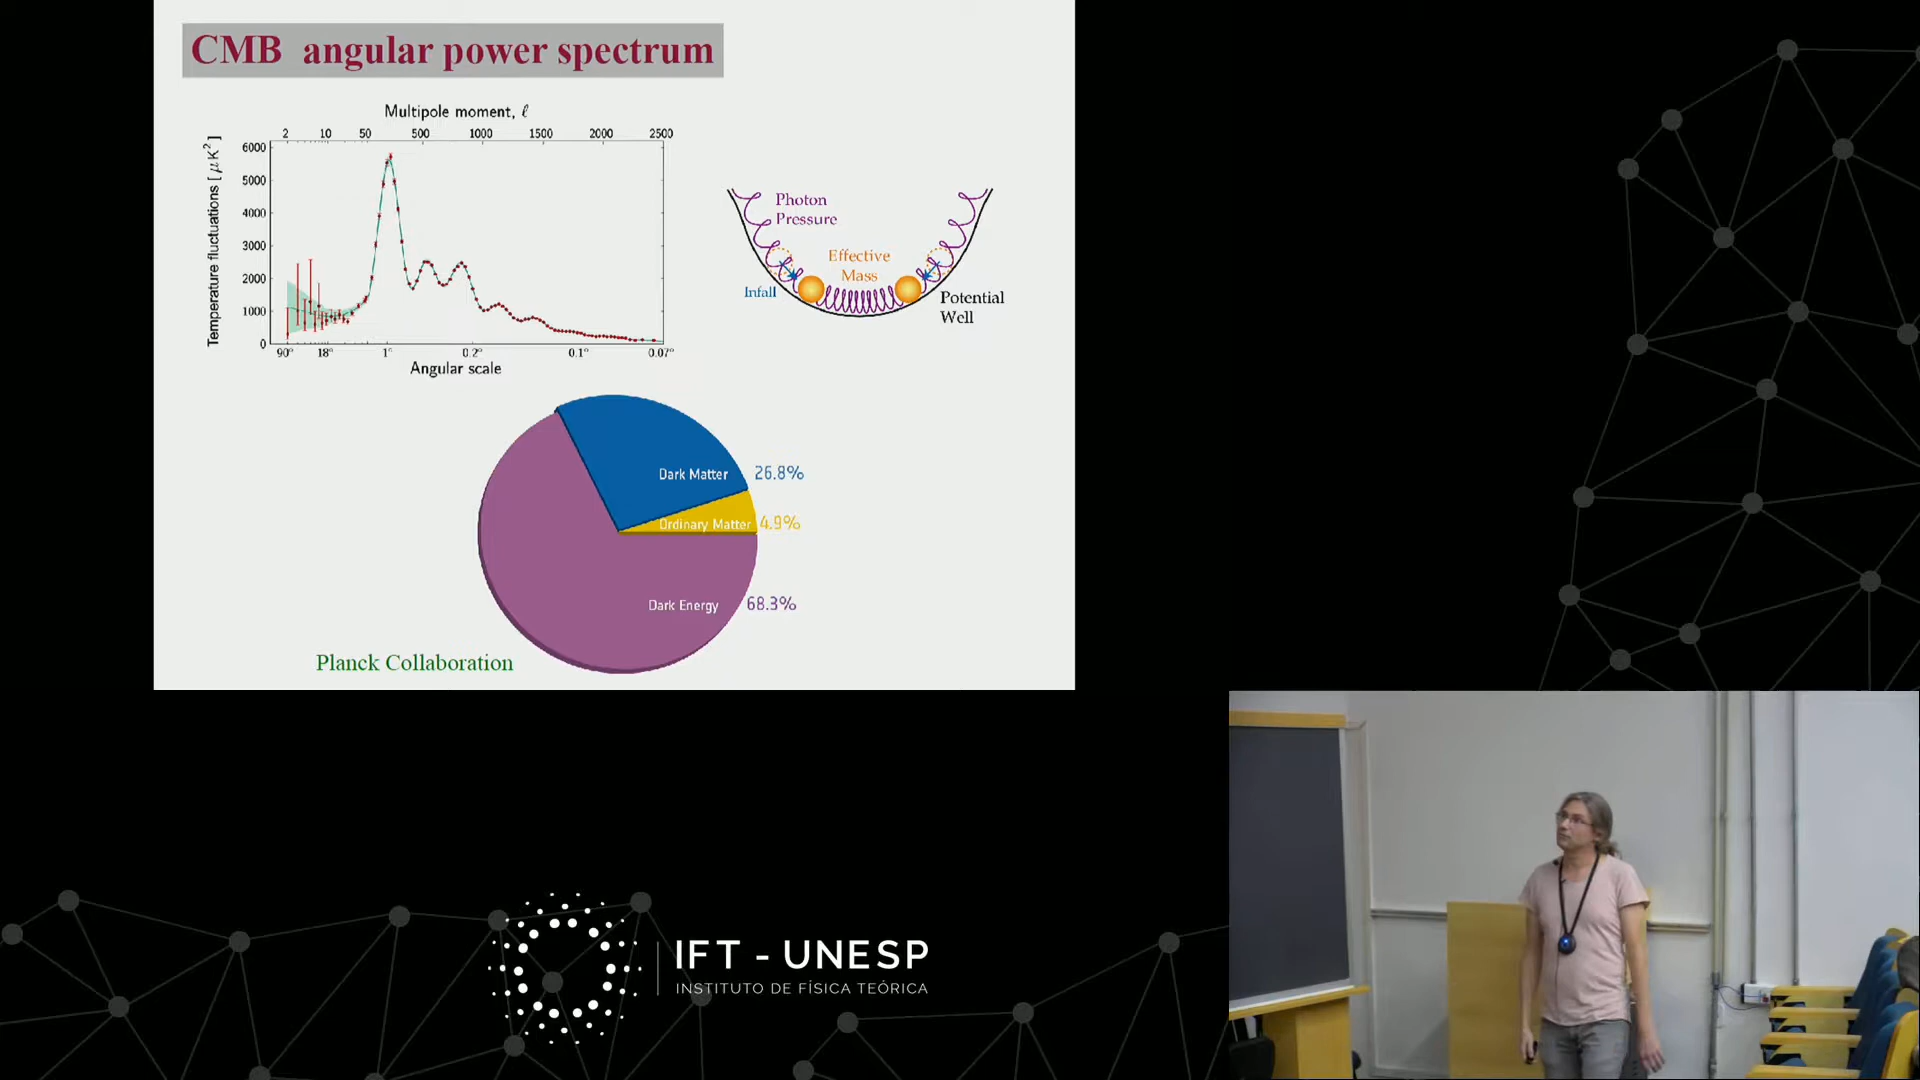 CMB angular power spectrum
Multipole moment, ℓ
2 10 50 500 1000 1500 2000 2500
Temperature fluctuations [ μ K² ]
6000
5000
4000
3000
2000
1000
0
90° 18° 1° 0.2° 0.1° 0.07°
Angular scale
Photon
Pressure
Effective
Mass
Infall
Potential
Well
Dark Matter 26.8%
Ordinary Matter 4.9%
Dark Energy 68.3%
Planck Collaboration
IFT - UNESP
INSTITUTO DE FÍSICA TEÓRICA